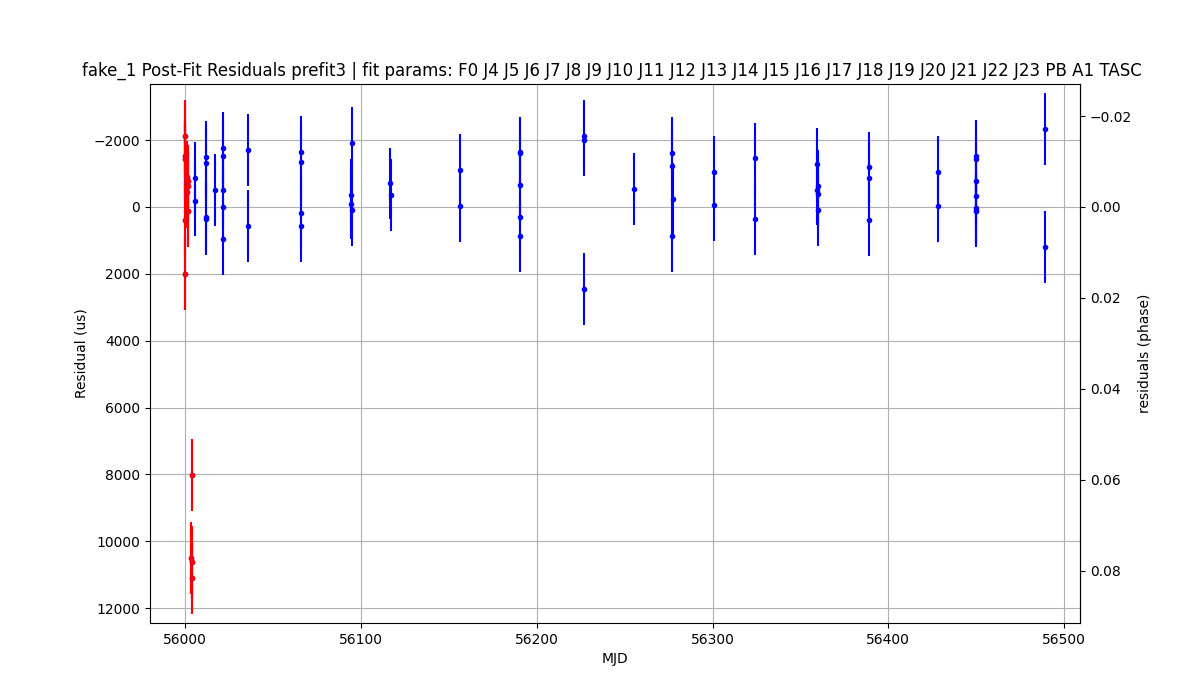 fake_1 Post-Fit Residuals prefit3 | fit params: F0 J4 J5 J6 J7 J8 J9 J10 J11 J12 J13 J14 J15 J16 J17 J18 J19 J20 J21 J22 J23 PB A1 TASC
−2000
0
2000
4000
6000
8000
10000
12000
Residual (us)
−0.02
0.00
0.02
0.04
0.06
0.08
residuals (phase)
56000 56100 56200 56300 56400 56500
MJD